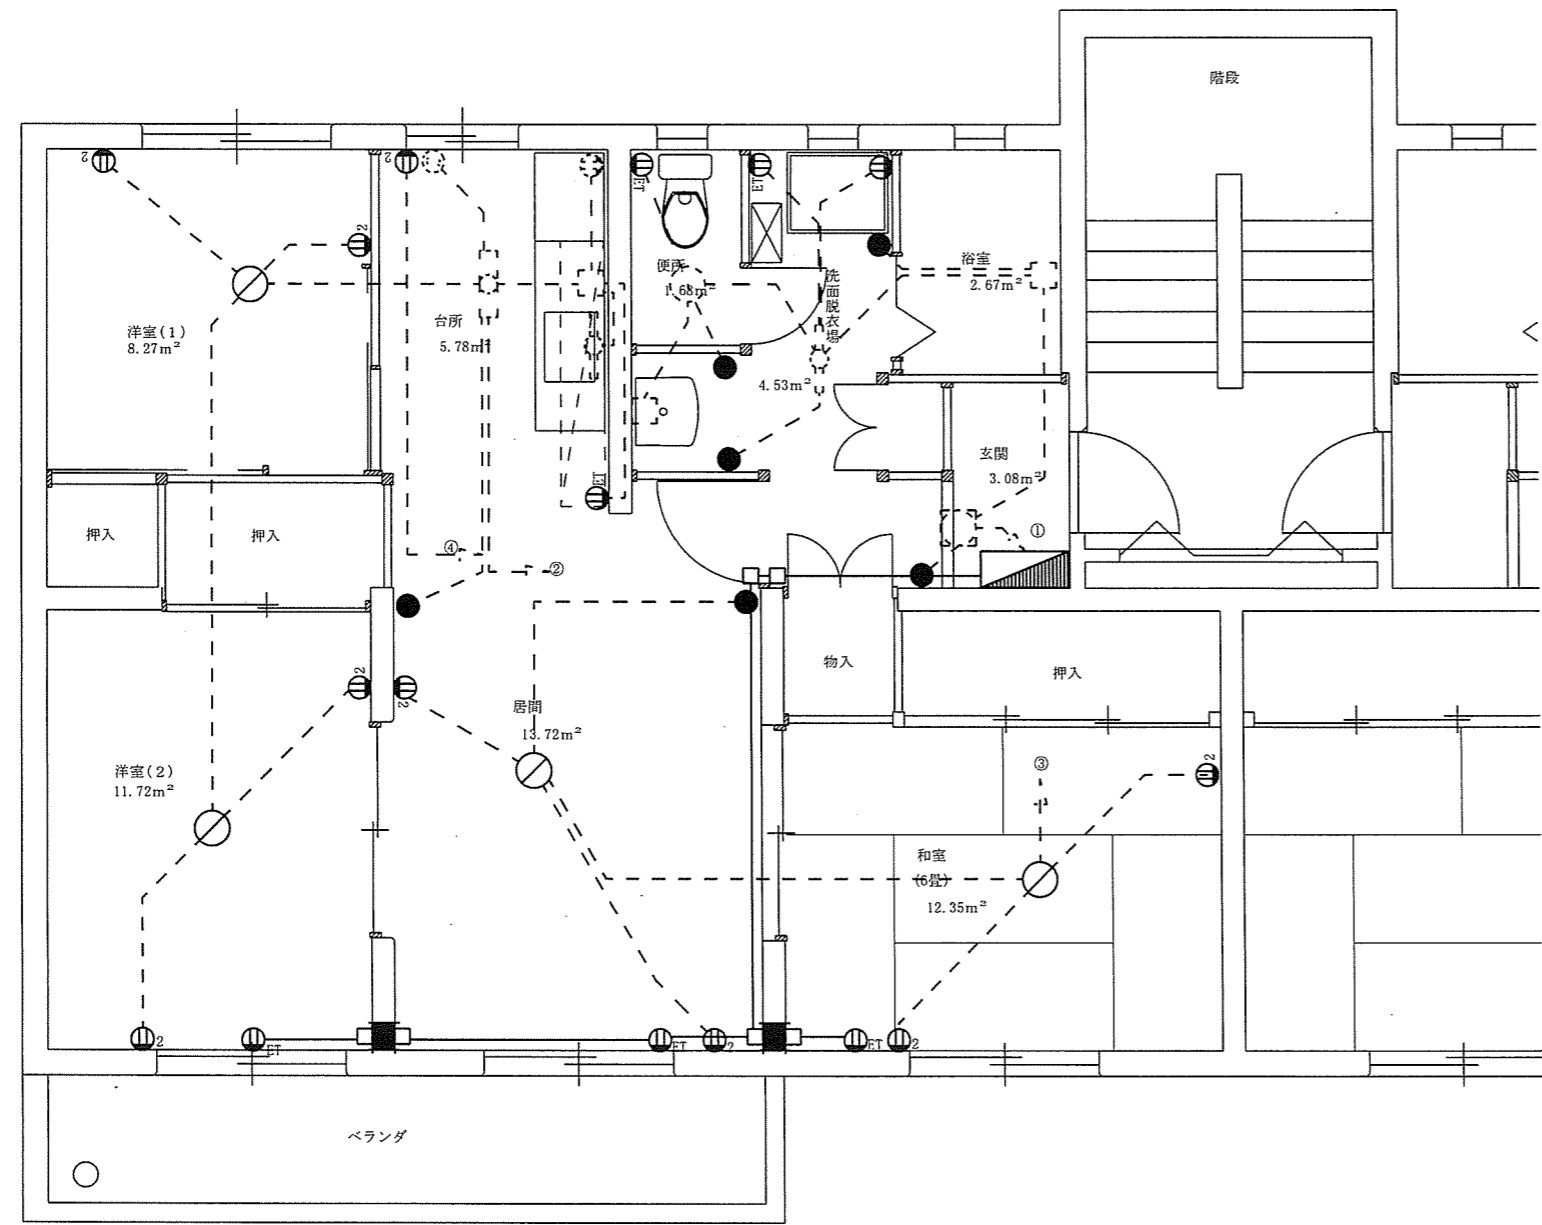 階段
2
2
ET
ET
2
浴室
2.67m²
便所
1.68m²
洗面脱衣場
洋室(1)
8.27m²
台所
5.78m²
4.53m²
玄関
3.08m²
ET
押入
押入
①
④
②
物入
押入
2
2
居間
13.72m²
洋室(2)
11.72m²
③
2
和室
(6畳)
12.35m²
2
ET
ET
2
ET
2
ベランダ